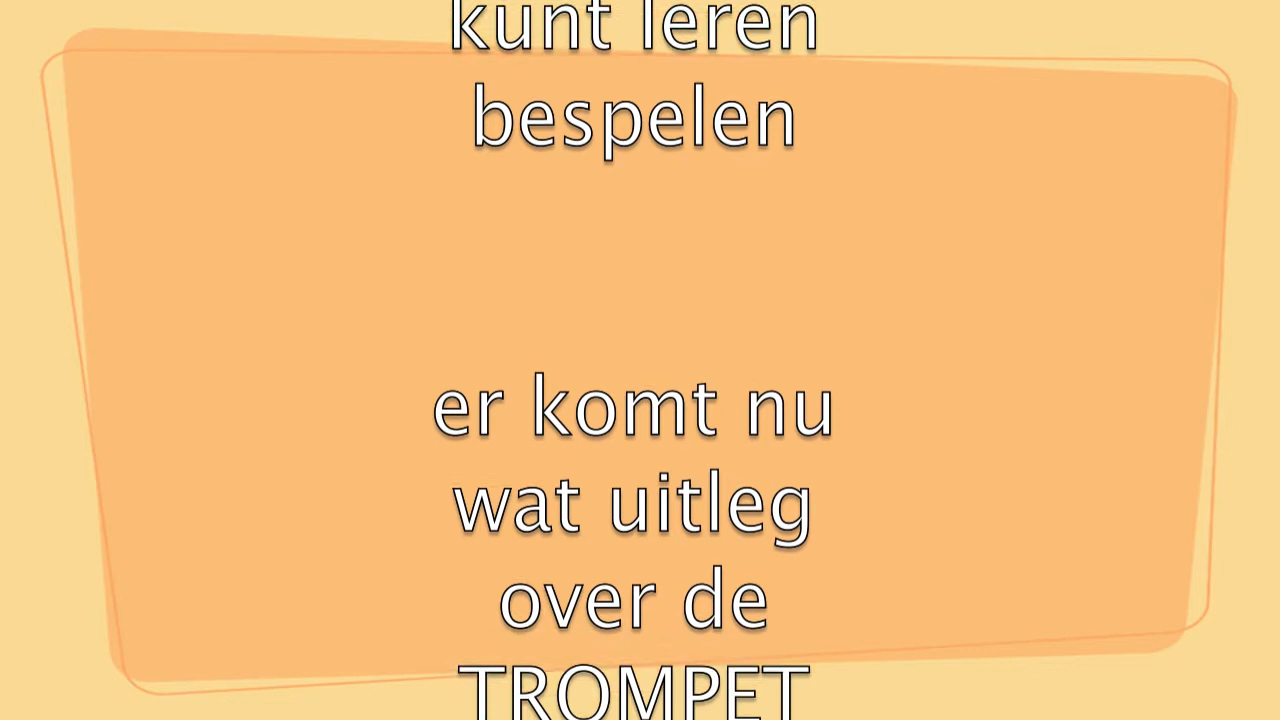 kunt leren
bespelen
er komt nu
wat uitleg
over de
TROMPET